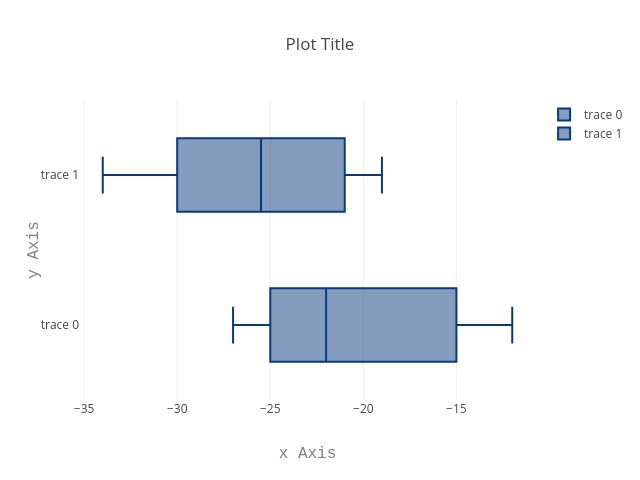 Plot Title
trace 0
trace 1
trace 1
trace 0
y Axis
−35
−30
−25
−20
−15
x Axis